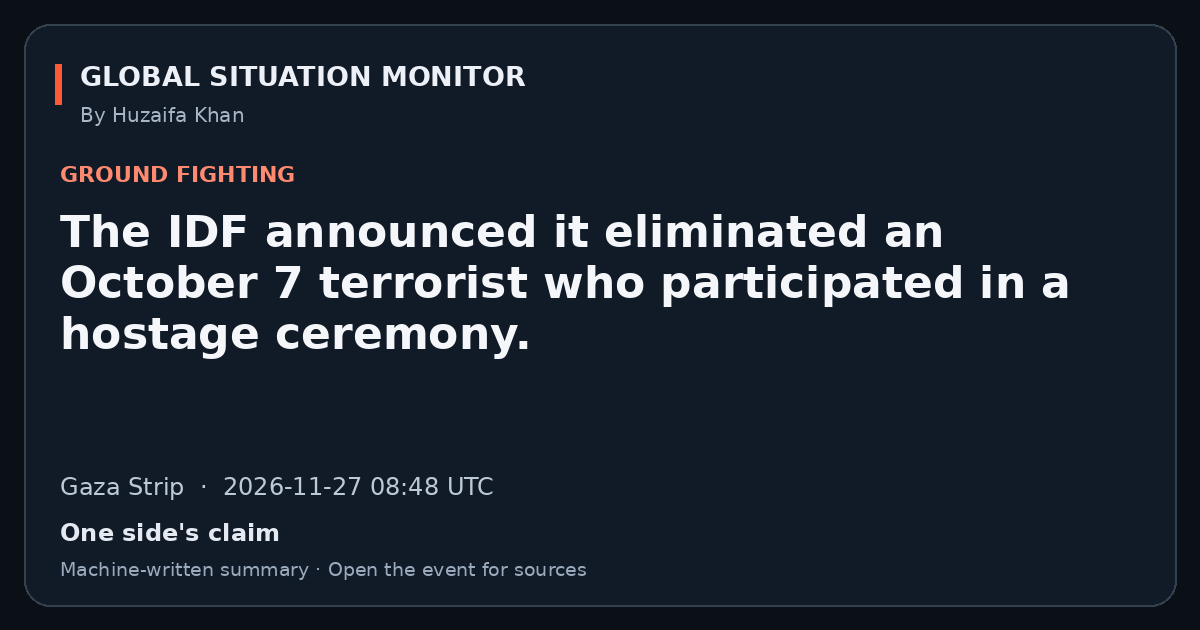 GLOBAL SITUATION MONITOR
By Huzaifa Khan
GROUND FIGHTING
The IDF announced it eliminated an
October 7 terrorist who participated in a
hostage ceremony.
Gaza Strip · 2026-11-27 08:48 UTC
One side's claim
Machine-written summary · Open the event for sources